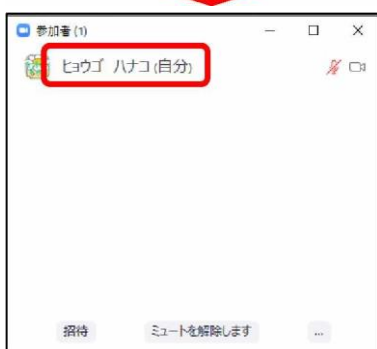 参加者 (1)
ヒョウゴ ハナコ (自分)
招待
ミュートを解除します
...